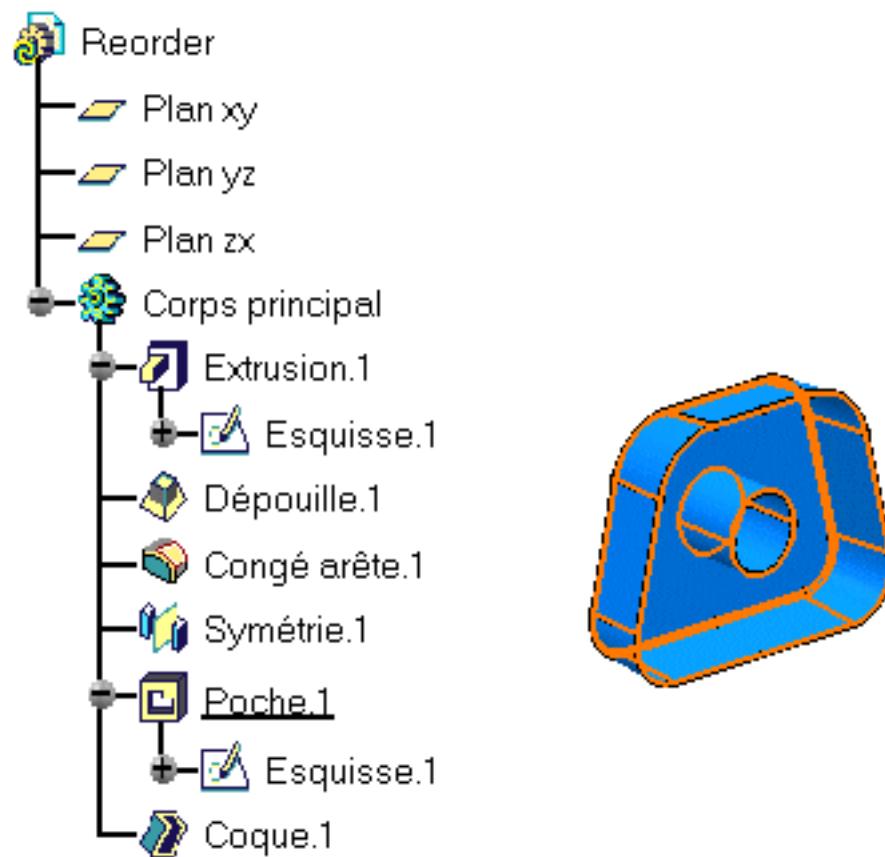 Reorder
Plan xy
Plan yz
Plan zx
Corps principal
Extrusion.1
Esquisse.1
Dépouille.1
Congé arête.1
Symétrie.1
Poche.1
Esquisse.1
Coque.1